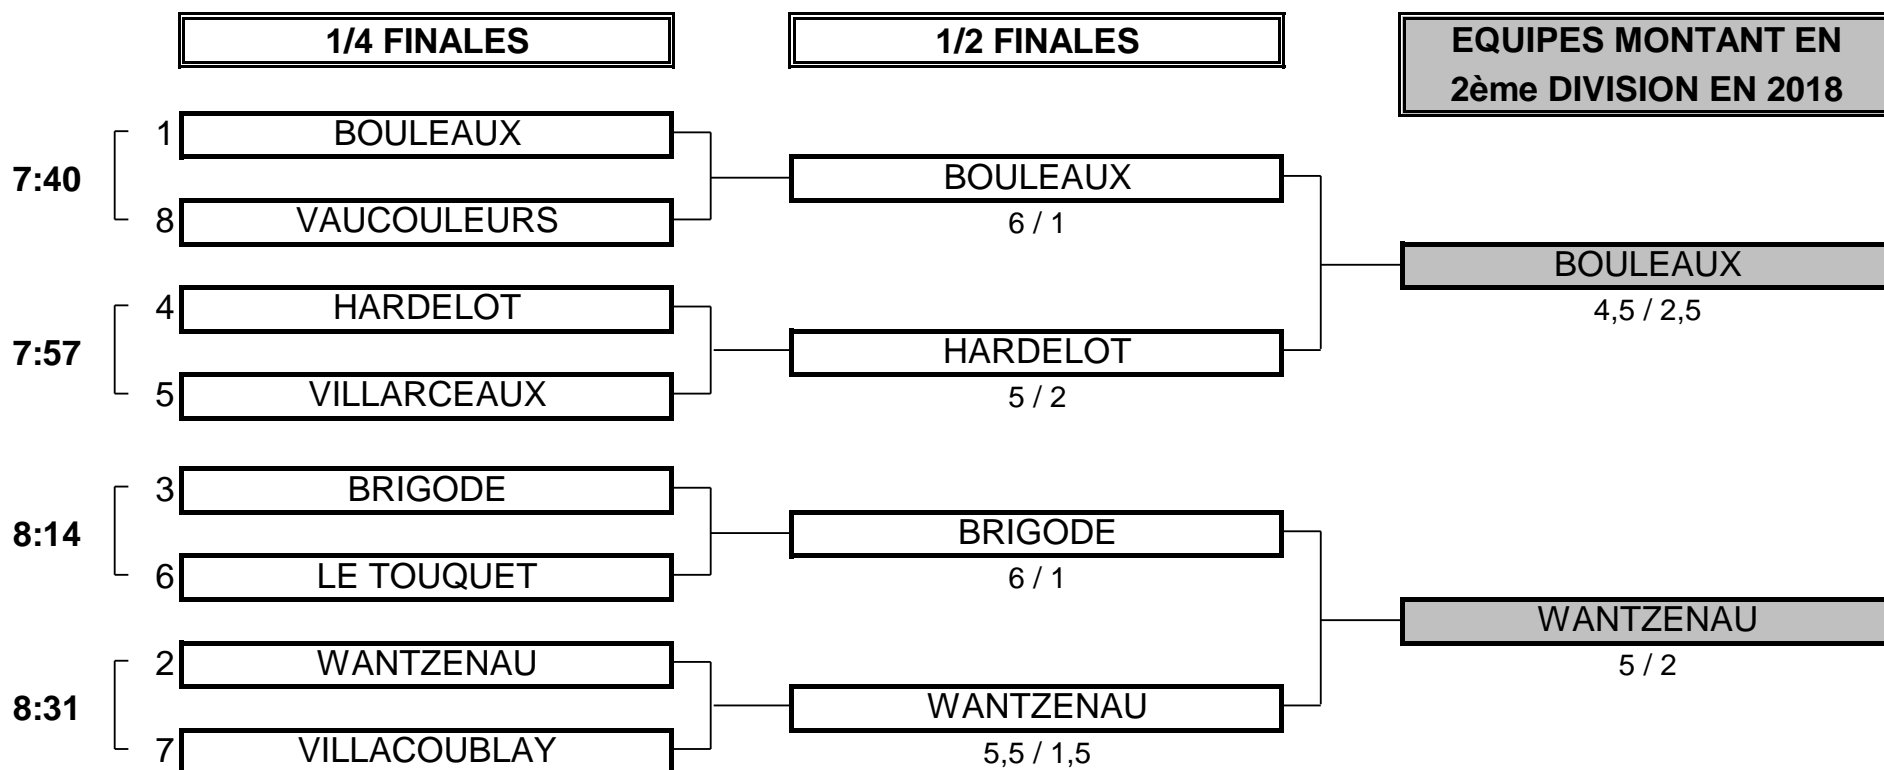 1/4 FINALES
1/2 FINALES
EQUIPES MONTANT EN
2ème DIVISION EN 2018
7:40
1 BOULEAUX
8 VAUCOULEURS
BOULEAUX
6 / 1
7:57
4 HARDELOT
5 VILLARCEAUX
HARDELOT
5 / 2
BOULEAUX
4,5 / 2,5
8:14
3 BRIGODE
6 LE TOUQUET
BRIGODE
6 / 1
8:31
2 WANTZENAU
7 VILLACOUBLAY
WANTZENAU
5,5 / 1,5
WANTZENAU
5 / 2